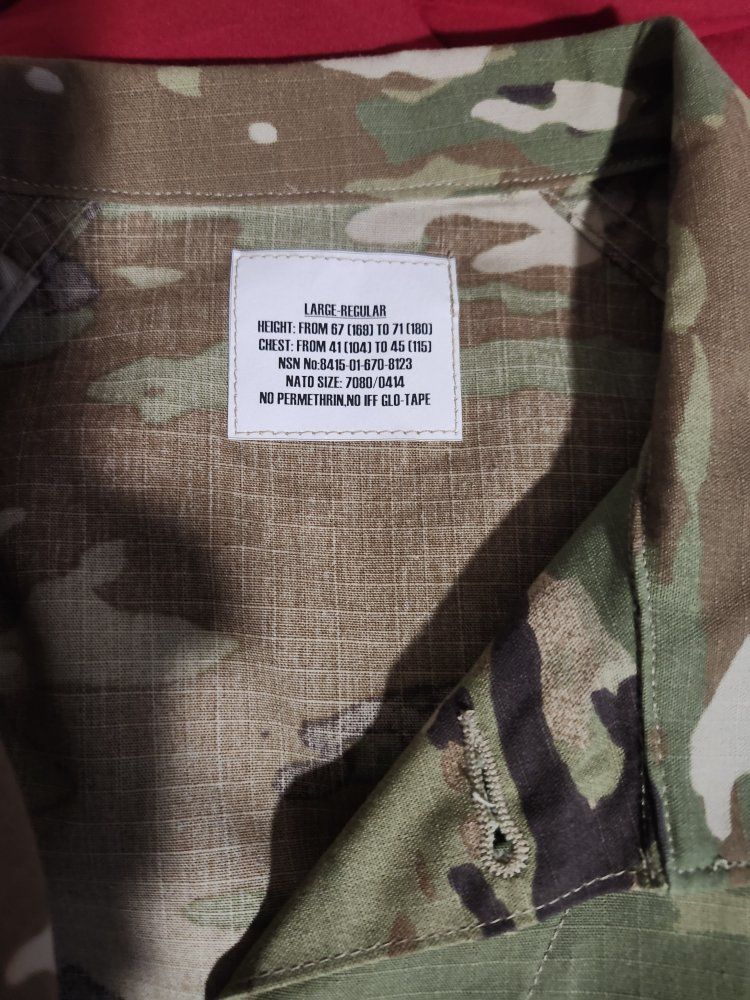 LARGE-REGULAR
HEIGHT: FROM 67 (169) TO 71 (180)
CHEST: FROM 41 (104) TO 45 (115)
NSN No:8415-01-670-8123
NATO SIZE: 7080/0414
NO PERMETHRIN,NO IFF GLO-TAPE